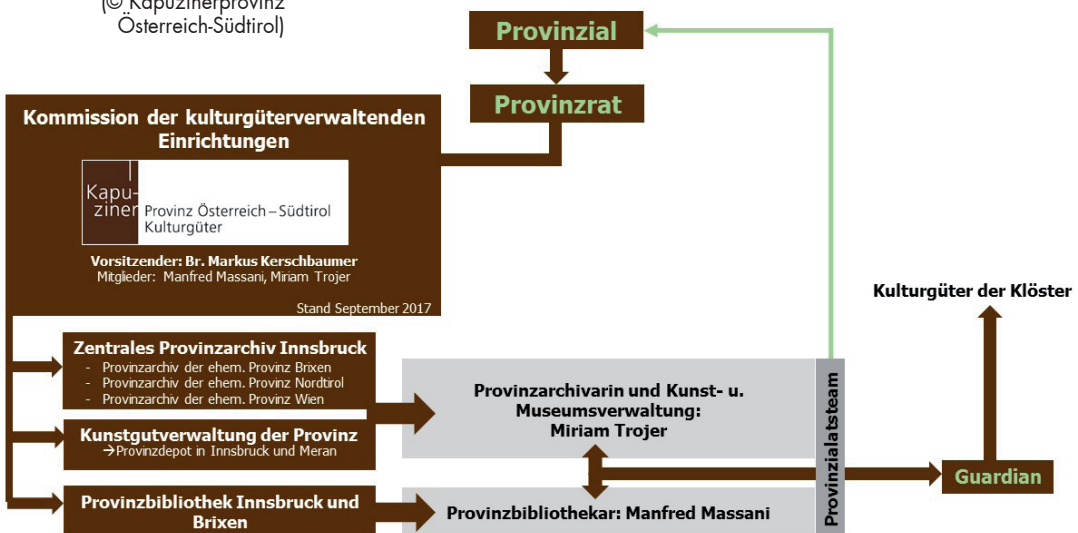 (© Kapuzinerprovinz
Österreich-Südtirol)
Provinzial
Provinzrat
Kommission der kulturgüterverwaltenden
Einrichtungen
Kapu-
ziner
Provinz Österreich – Südtirol
Kulturgüter
Vorsitzender: Br. Markus Kerschbaumer
Mitglieder: Manfred Massani, Miriam Trojer
Stand September 2017
Kulturgüter der Klöster
Zentrales Provinzarchiv Innsbruck
- Provinzarchiv der ehem. Provinz Brixen
- Provinzarchiv der ehem. Provinz Nordtirol
- Provinzarchiv der ehem. Provinz Wien
Kunstgutverwaltung der Provinz
→Provinzdepot in Innsbruck und Meran
Provinzbibliothek Innsbruck und
Brixen
Provinzarchivarin und Kunst- u.
Museumsverwaltung:
Miriam Trojer
Provinzbibliothekar: Manfred Massani
Provinzialatsteam
Guardian